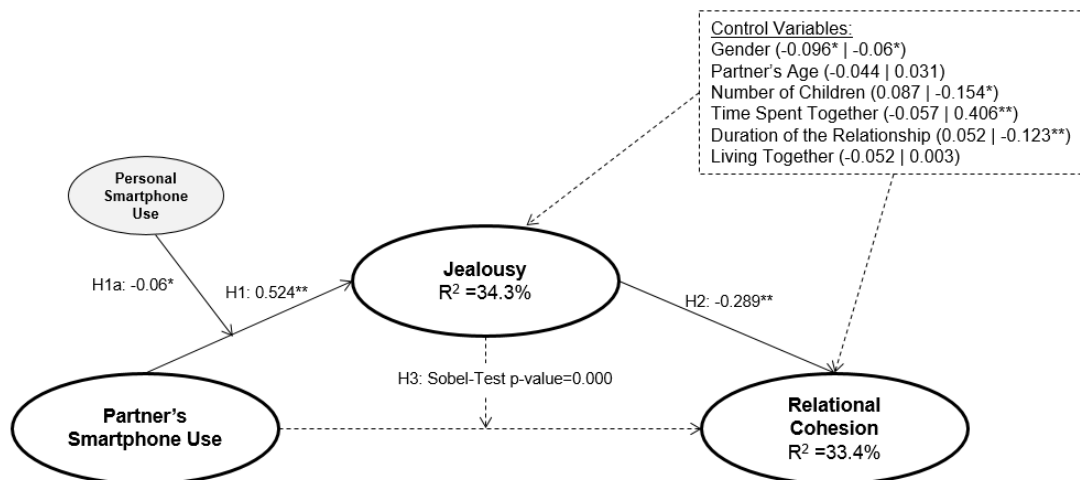 Control Variables:
Gender (-0.096* | -0.06*)
Partner's Age (-0.044 | 0.031)
Number of Children (0.087 | -0.154*)
Time Spent Together (-0.057 | 0.406**)
Duration of the Relationship (0.052 | -0.123**)
Living Together (-0.052 | 0.003)
Personal
Smartphone
Use
H1a: -0.06*
H1: 0.524**
Jealousy
R² =34.3%
H2: -0.289**
H3: Sobel-Test p-value=0.000
Partner's
Smartphone Use
Relational
Cohesion
R² =33.4%